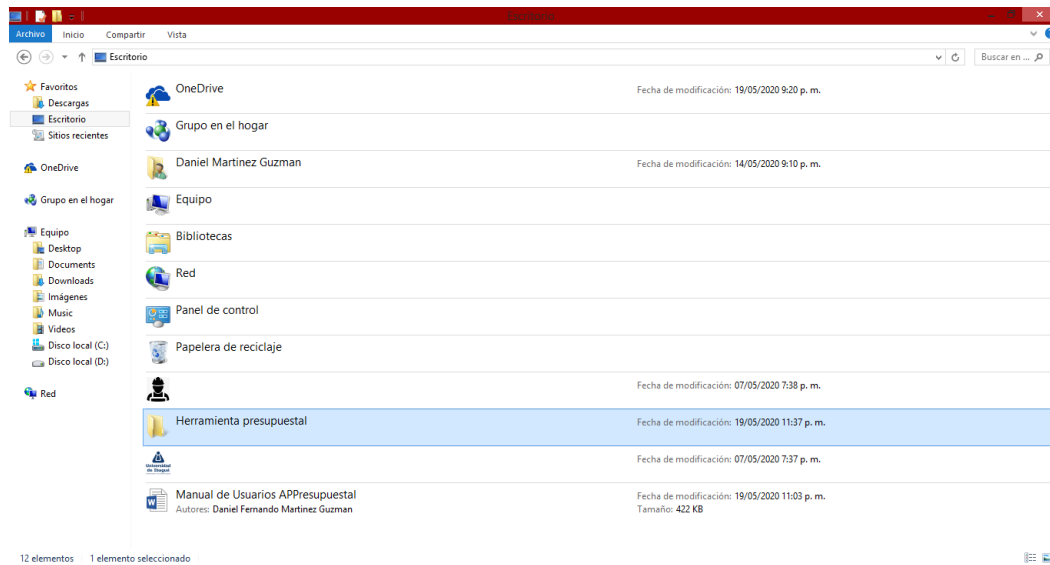 Escritorio
Archivo Inicio Compartir Vista
Escritorio Buscar en ...
Favoritos
Descargas
Escritorio
Sitios recientes
OneDrive
Grupo en el hogar
Equipo
Desktop
Documents
Downloads
Imágenes
Music
Videos
Disco local (C:)
Disco local (D:)
Red
OneDrive Fecha de modificación: 19/05/2020 9:20 p. m.
Grupo en el hogar
Daniel Martinez Guzman Fecha de modificación: 14/05/2020 9:10 p. m.
Equipo
Bibliotecas
Red
Panel de control
Papelera de reciclaje
Fecha de modificación: 07/05/2020 7:38 p. m.
Herramienta presupuestal Fecha de modificación: 19/05/2020 11:37 p. m.
Universidad
de Ibagué
Fecha de modificación: 07/05/2020 7:37 p. m.
Manual de Usuarios APPresupuestal Fecha de modificación: 19/05/2020 11:03 p. m.
Autores: Daniel Fernando Martinez Guzman Tamaño: 422 KB
12 elementos 1 elemento seleccionado